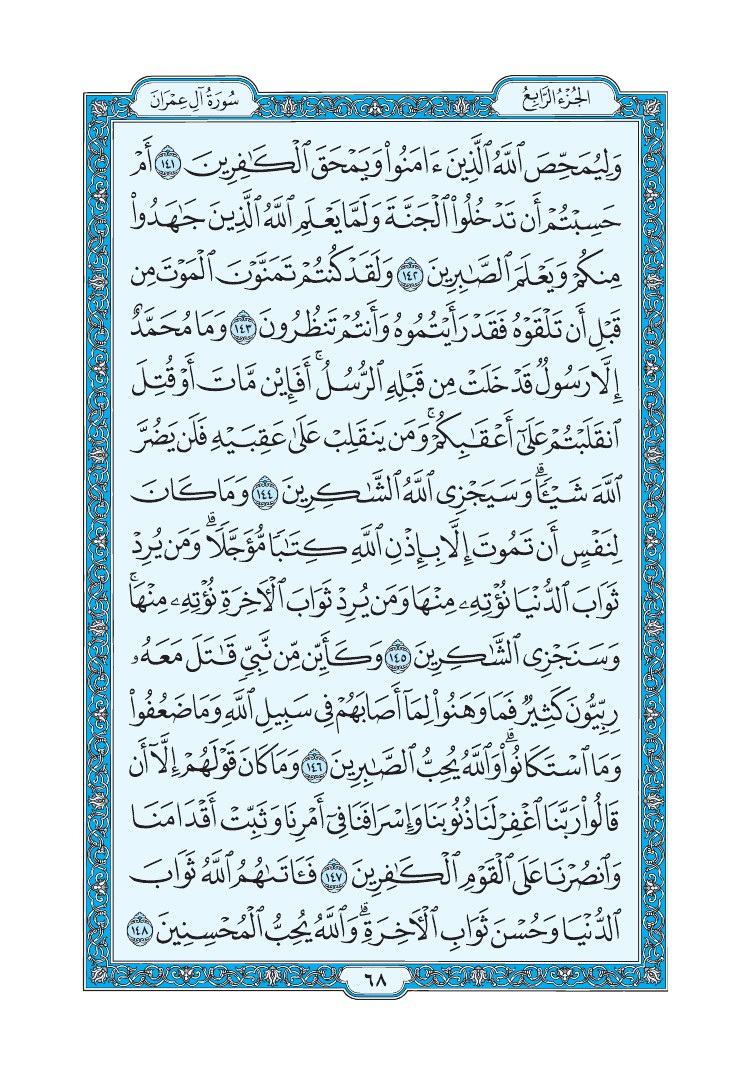 الجُزْءُ الرَّابِعُ
سُورَةُ آلِ عِمْرَانَ
وَلِيُمَحِّصَ ٱللَّهُ ٱلَّذِينَ ءَامَنُوا۟ وَيَمْحَقَ ٱلْكَٰفِرِينَ ١٤١ أَمْ
حَسِبْتُمْ أَن تَدْخُلُوا۟ ٱلْجَنَّةَ وَلَمَّا يَعْلَمِ ٱللَّهُ ٱلَّذِينَ جَٰهَدُوا۟
مِنكُمْ وَيَعْلَمَ ٱلصَّٰبِرِينَ ١٤٢ وَلَقَدْ كُنتُمْ تَمَنَّوْنَ ٱلْمَوْتَ مِن
قَبْلِ أَن تَلْقَوْهُ فَقَدْ رَأَيْتُمُوهُ وَأَنتُمْ تَنظُرُونَ ١٤٣ وَمَا مُحَمَّدٌ
إِلَّا رَسُولٌ قَدْ خَلَتْ مِن قَبْلِهِ ٱلرُّسُلُ ۚ أَفَإِي۟ن مَّاتَ أَوْ قُتِلَ
ٱنقَلَبْتُمْ عَلَىٰٓ أَعْقَٰبِكُمْ ۚ وَمَن يَنقَلِبْ عَلَىٰ عَقِبَيْهِ فَلَن يَضُرَّ
ٱللَّهَ شَيْـًٔا ۗ وَسَيَجْزِى ٱللَّهُ ٱلشَّٰكِرِينَ ١٤٤ وَمَا كَانَ
لِنَفْسٍ أَن تَمُوتَ إِلَّا بِإِذْنِ ٱللَّهِ كِتَٰبًا مُّؤَجَّلًا ۗ وَمَن يُرِدْ
ثَوَابَ ٱلدُّنْيَا نُؤْتِهِۦ مِنْهَا وَمَن يُرِدْ ثَوَابَ ٱلْـَٔاخِرَةِ نُؤْتِهِۦ مِنْهَا ۚ
وَسَنَجْزِى ٱلشَّٰكِرِينَ ١٤٥ وَكَأَيِّن مِّن نَّبِىٍّ قَٰتَلَ مَعَهُۥ
رِبِّيُّونَ كَثِيرٌ فَمَا وَهَنُوا۟ لِمَآ أَصَابَهُمْ فِى سَبِيلِ ٱللَّهِ وَمَا ضَعُفُوا۟
وَمَا ٱسْتَكَانُوا۟ ۗ وَٱللَّهُ يُحِبُّ ٱلصَّٰبِرِينَ ١٤٦ وَمَا كَانَ قَوْلَهُمْ إِلَّآ أَن
قَالُوا۟ رَبَّنَا ٱغْفِرْ لَنَا ذُنُوبَنَا وَإِسْرَافَنَا فِىٓ أَمْرِنَا وَثَبِّتْ أَقْدَامَنَا
وَٱنصُرْنَا عَلَى ٱلْقَوْمِ ٱلْكَٰفِرِينَ ١٤٧ فَـَٔاتَىٰهُمُ ٱللَّهُ ثَوَابَ
ٱلدُّنْيَا وَحُسْنَ ثَوَابِ ٱلْـَٔاخِرَةِ ۗ وَٱللَّهُ يُحِبُّ ٱلْمُحْسِنِينَ ١٤٨
٦٨